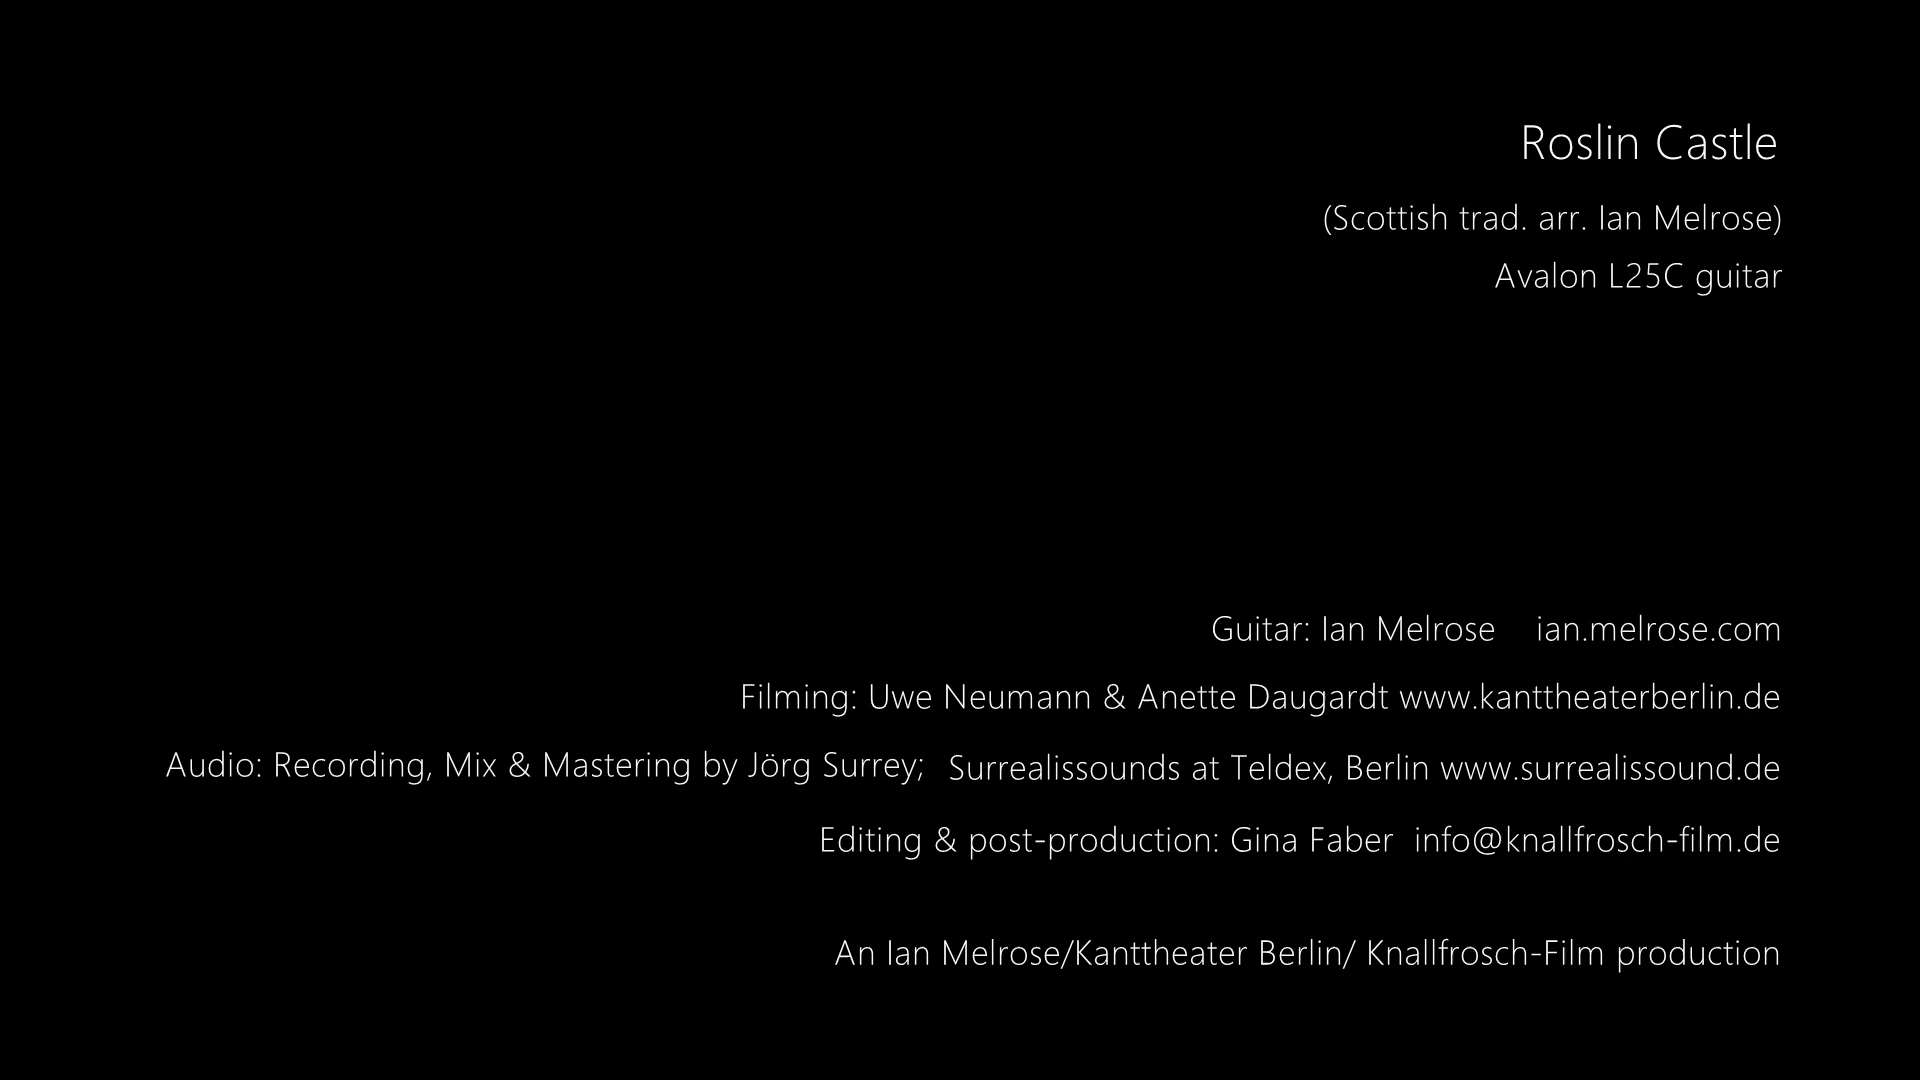 Roslin Castle
(Scottish trad. arr. Ian Melrose)
Avalon L25C guitar
Guitar: Ian Melrose ian.melrose.com
Filming: Uwe Neumann & Anette Daugardt www.kanttheaterberlin.de
Audio: Recording, Mix & Mastering by Jörg Surrey; Surrealissounds at Teldex, Berlin www.surrealissound.de
Editing & post-production: Gina Faber info@knallfrosch-film.de
An Ian Melrose/Kanttheater Berlin/ Knallfrosch-Film production